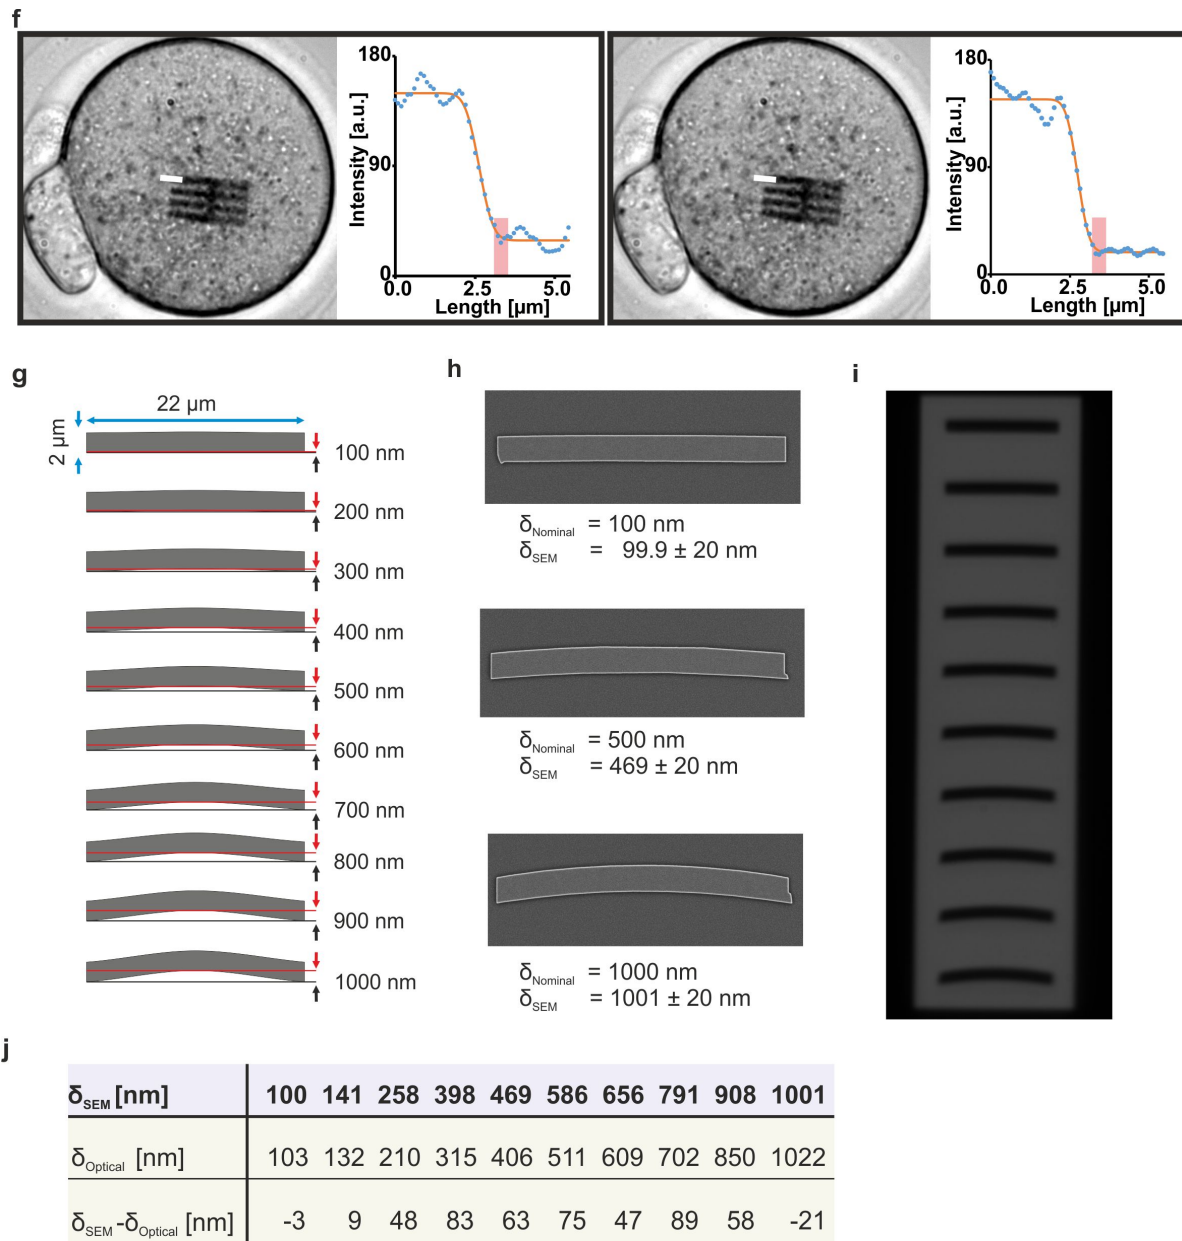 f
180
90
0
Intensity [a.u.]
0.0 2.5 5.0
Length [µm]
180
90
0
Intensity [a.u.]
0.0 2.5 5.0
Length [µm]
g
22 µm
2 µm
100 nm
200 nm
300 nm
400 nm
500 nm
600 nm
700 nm
800 nm
900 nm
1000 nm
h
δNominal = 100 nm
δSEM = 99.9 ± 20 nm
δNominal = 500 nm
δSEM = 469 ± 20 nm
δNominal = 1000 nm
δSEM = 1001 ± 20 nm
i
j
δSEM [nm] 100 141 258 398 469 586 656 791 908 1001
δOptical [nm] 103 132 210 315 406 511 609 702 850 1022
δSEM-δOptical [nm] -3 9 48 83 63 75 47 89 58 -21